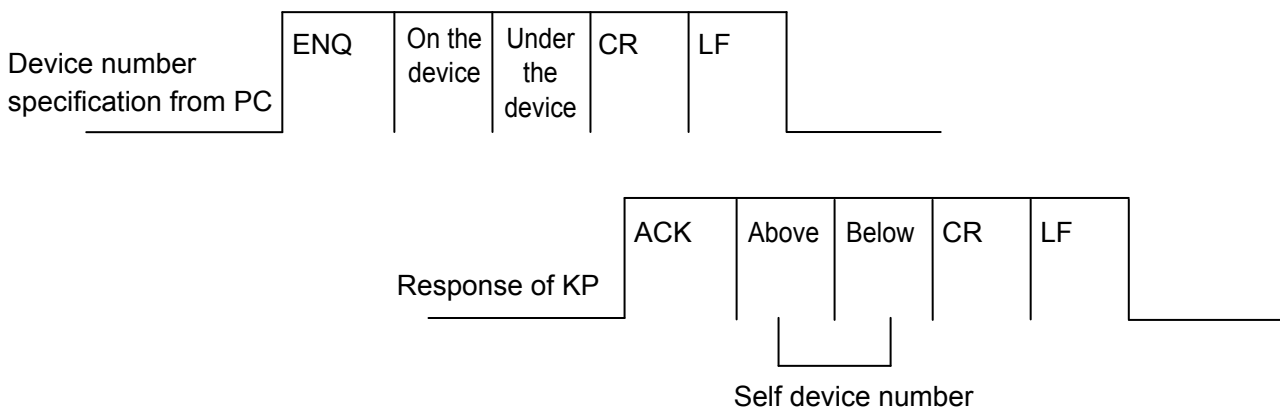 Device number
specification from PC
ENQ
On the
device
Under
the
device
CR
LF
Response of KP
ACK
Above
Below
CR
LF
Self device number